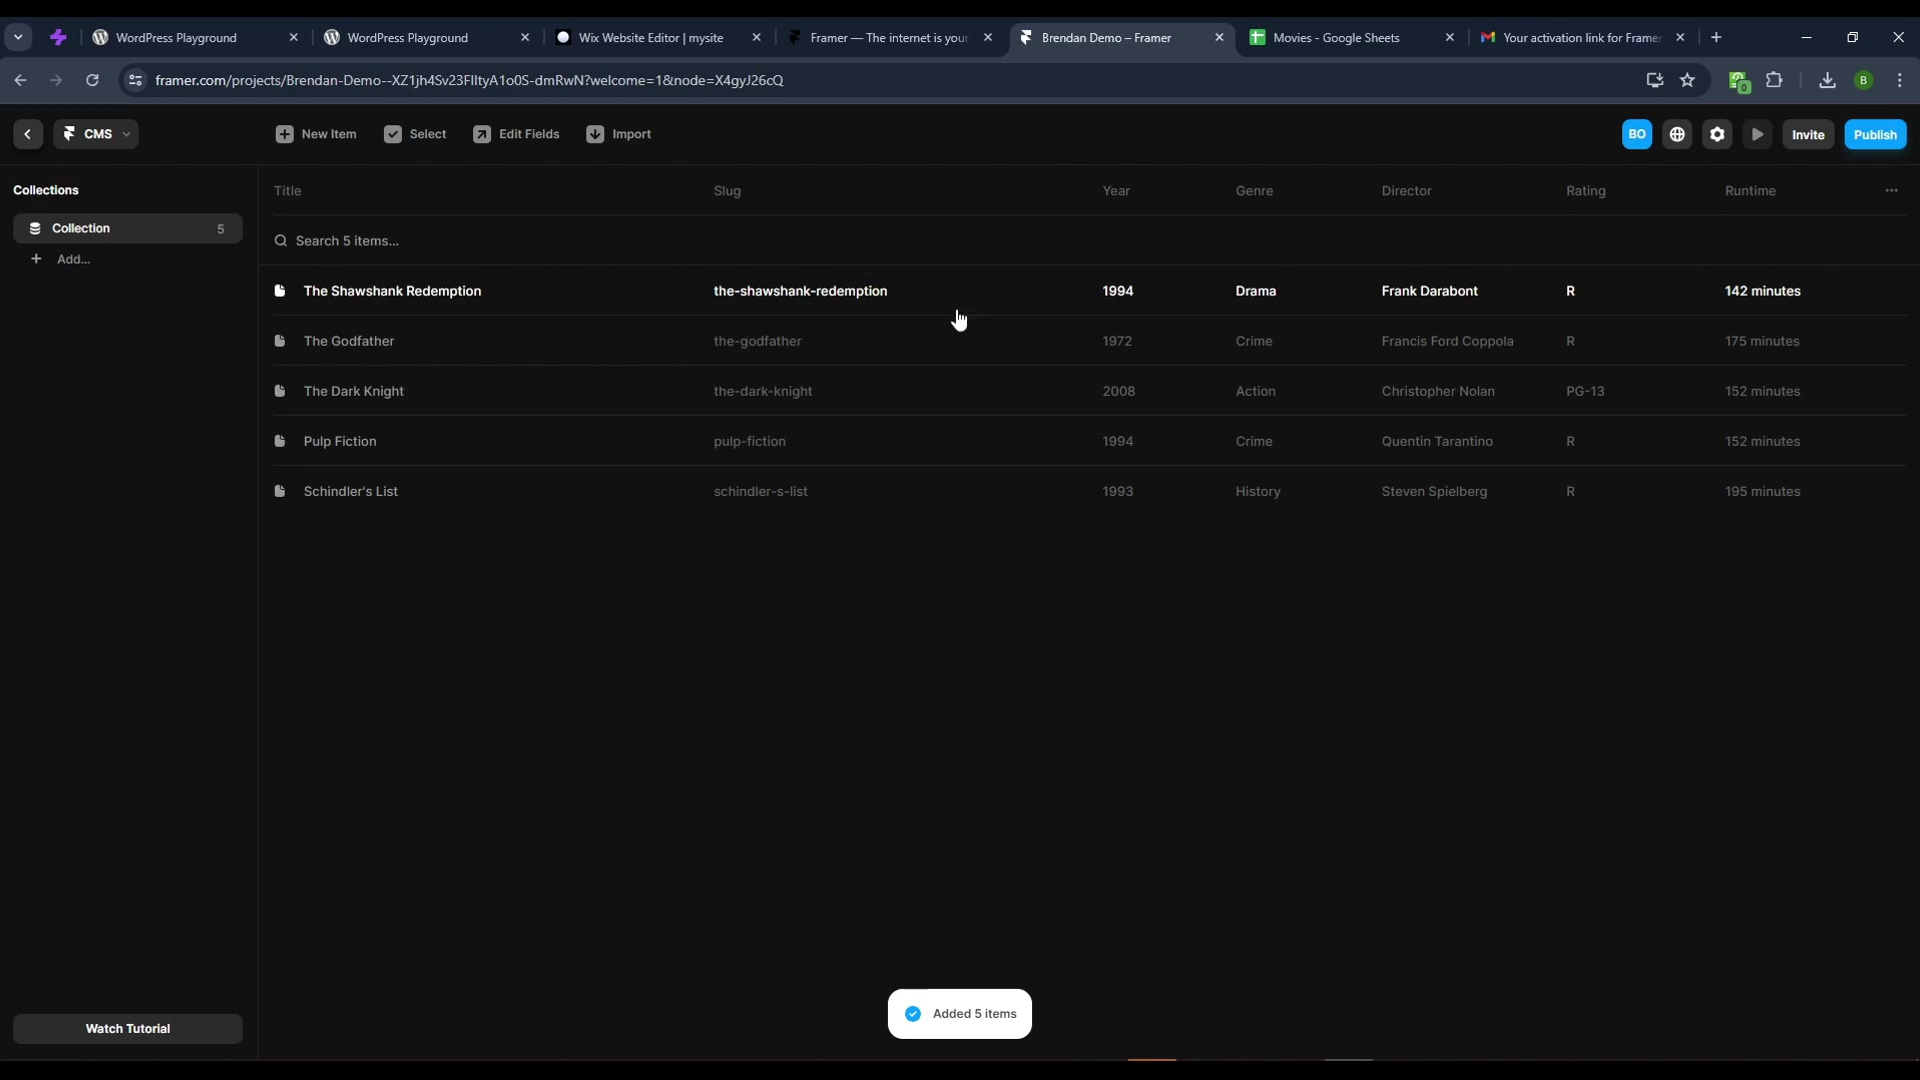 WordPress Playground
WordPress Playground
Wix Website Editor | mysite
Framer — The internet is your
Brendan Demo – Framer
Movies - Google Sheets
Your activation link for Framer
framer.com/projects/Brendan-Demo--XZ1jh4Sv23FIltyA1o0S-dmRwN?welcome=1&node=X4gyJ26cQ
0
B
CMS
New Item
Select
Edit Fields
Import
BO
Invite
Publish
Collections
Collection 5
Add...
Title Slug Year Genre Director Rating Runtime
Search 5 items...
The Shawshank Redemption the-shawshank-redemption 1994 Drama Frank Darabont R 142 minutes
The Godfather the-godfather 1972 Crime Francis Ford Coppola R 175 minutes
The Dark Knight the-dark-knight 2008 Action Christopher Nolan PG-13 152 minutes
Pulp Fiction pulp-fiction 1994 Crime Quentin Tarantino R 152 minutes
Schindler's List schindler-s-list 1993 History Steven Spielberg R 195 minutes
Added 5 items
Watch Tutorial